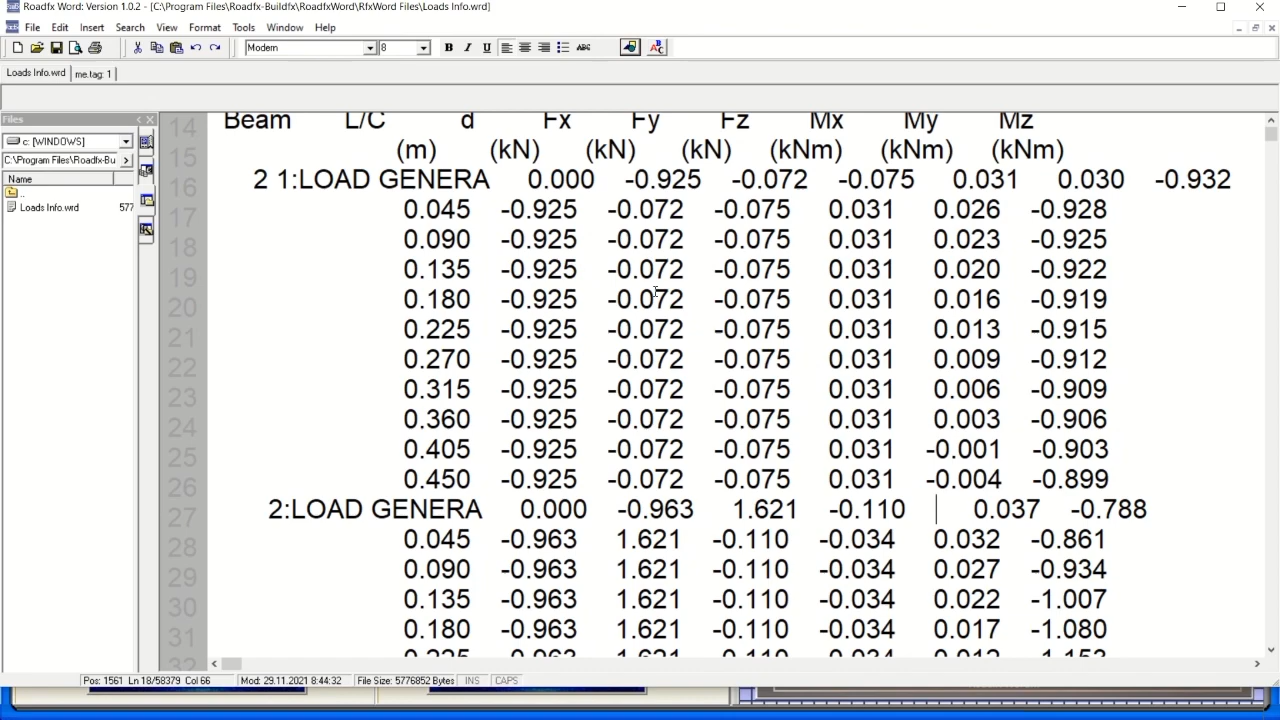 Roadfx Word: Version 1.0.2 - [C:\Program Files\Roadfx-Buildfx\RoadfxWord\RfxWord Files\Loads Info.wrd]
File Edit Insert Search View Format Tools Window Help
Modern 8 B I U ABC
Loads Info.wrd me.tag: 1
Files
c: [WINDOWS]
C:\Program Files\Roadfx-Bu
Name
..
Loads Info.wrd 577
14 Beam L/C d Fx Fy Fz Mx My Mz
15 (m) (kN) (kN) (kN) (kNm) (kNm) (kNm)
16 2 1:LOAD GENERA 0.000 -0.925 -0.072 -0.075 0.031 0.030 -0.932
17 0.045 -0.925 -0.072 -0.075 0.031 0.026 -0.928
18 0.090 -0.925 -0.072 -0.075 0.031 0.023 -0.925
19 0.135 -0.925 -0.072 -0.075 0.031 0.020 -0.922
20 0.180 -0.925 -0.072 -0.075 0.031 0.016 -0.919
21 0.225 -0.925 -0.072 -0.075 0.031 0.013 -0.915
22 0.270 -0.925 -0.072 -0.075 0.031 0.009 -0.912
23 0.315 -0.925 -0.072 -0.075 0.031 0.006 -0.909
24 0.360 -0.925 -0.072 -0.075 0.031 0.003 -0.906
25 0.405 -0.925 -0.072 -0.075 0.031 -0.001 -0.903
26 0.450 -0.925 -0.072 -0.075 0.031 -0.004 -0.899
27 2:LOAD GENERA 0.000 -0.963 1.621 -0.110 0.037 -0.788
28 0.045 -0.963 1.621 -0.110 -0.034 0.032 -0.861
29 0.090 -0.963 1.621 -0.110 -0.034 0.027 -0.934
30 0.135 -0.963 1.621 -0.110 -0.034 0.022 -1.007
31 0.180 -0.963 1.621 -0.110 -0.034 0.017 -1.080
32 0.225 -0.963 1.621 -0.110 -0.034 0.012 -1.153
Pos: 1561 Ln 18/58379 Col 66 Mod: 29.11.2021 8:44:32 File Size: 5776852 Bytes INS CAPS